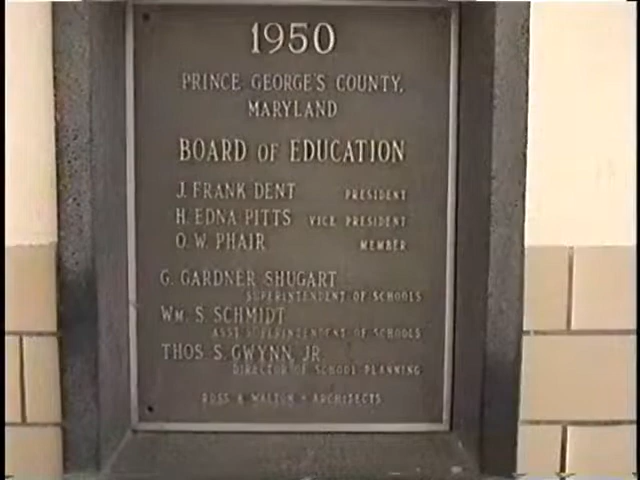 1950
PRINCE GEORGE'S COUNTY,
MARYLAND
BOARD OF EDUCATION
J. FRANK DENT PRESIDENT
H. EDNA PITTS VICE PRESIDENT
O. W. PHAIR MEMBER
G. GARDNER SHUGART
SUPERINTENDENT OF SCHOOLS
WM. S. SCHMIDT
ASST. SUPERINTENDENT OF SCHOOLS
THOS S. GWYNN, JR.
DIRECTOR OF SCHOOL PLANNING
ROSS & WALTON - ARCHITECTS